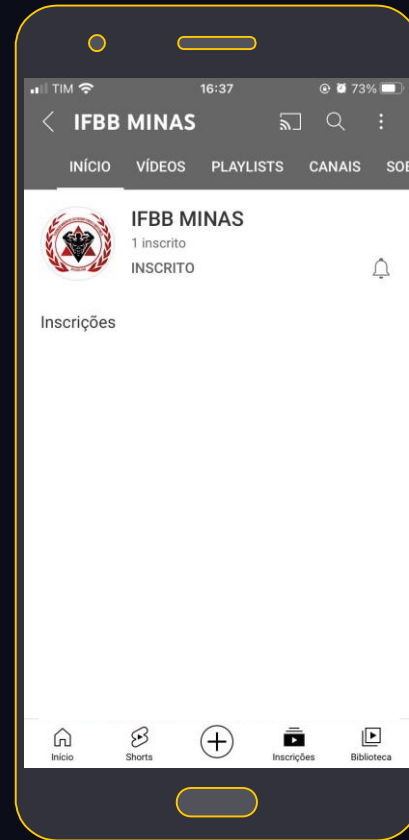 TIM 16:37 73%
IFBB MINAS
INÍCIO VÍDEOS PLAYLISTS CANAIS SOB
IFBB MINAS
1 inscrito
INSCRITO
Inscrições
Início Shorts Inscrições Biblioteca